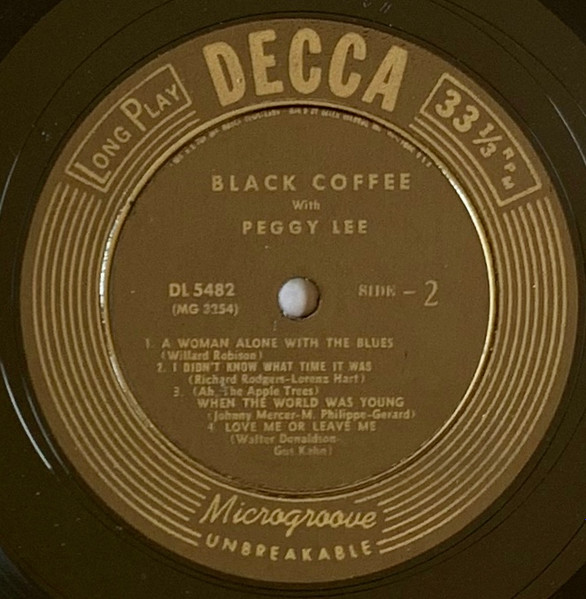 DECCA
LONG PLAY
33 1/3 RPM
BLACK COFFEE
With
PEGGY LEE
DL 5482
SIDE - 2
(MG 3254)
1. A WOMAN ALONE WITH THE BLUES
(Willard Robison)
2. I DIDN'T KNOW WHAT TIME IT WAS
(Richard Rodgers-Lorenz Hart)
3. (Ah, The Apple Trees)
WHEN THE WORLD WAS YOUNG
(Johnny Mercer-M. Philippe-Gerard)
4. LOVE ME OR LEAVE ME
(Walter Donaldson-
Gus Kahn)
Microgroove
UNBREAKABLE